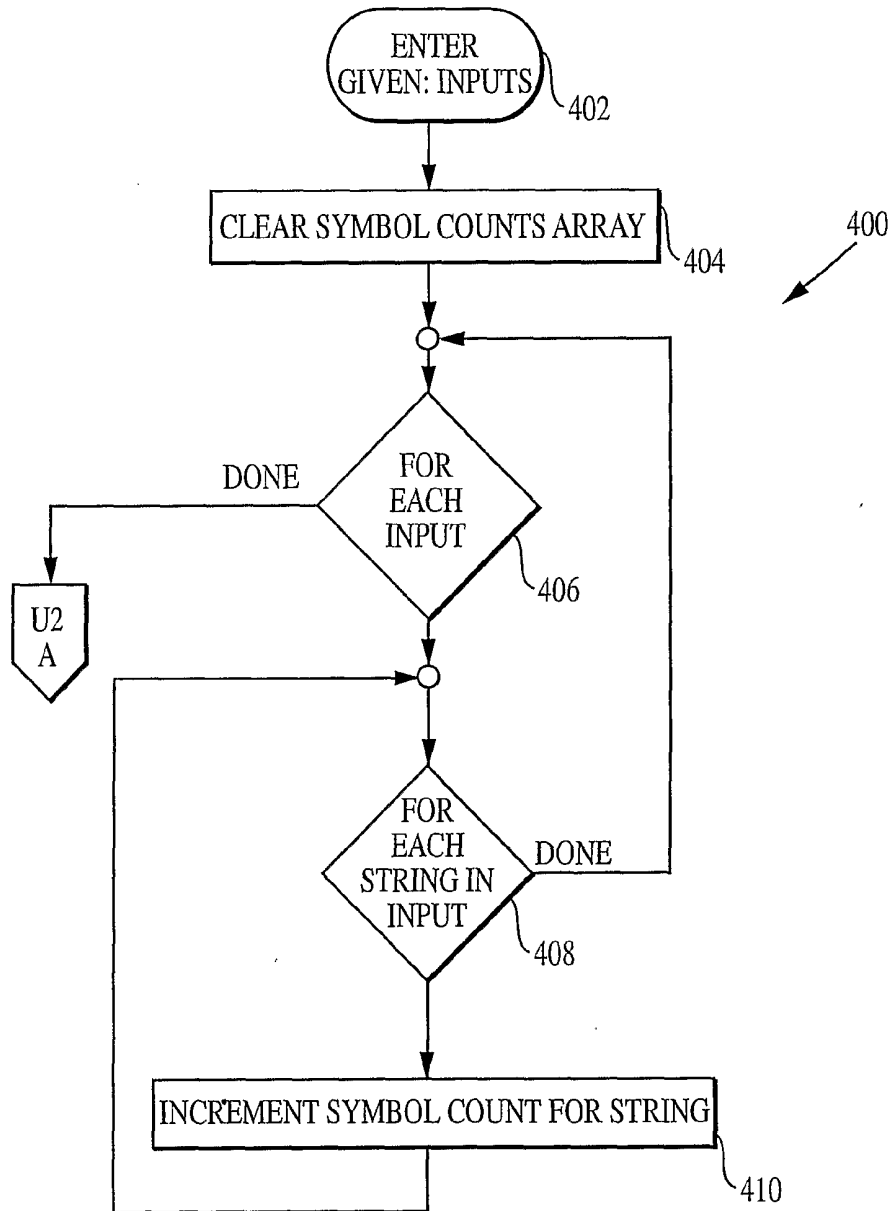 ENTER
GIVEN: INPUTS
402
CLEAR SYMBOL COUNTS ARRAY
404
400
FOR
EACH
INPUT
DONE
406
U2
A
FOR
EACH
STRING IN
INPUT
DONE
408
INCREMENT SYMBOL COUNT FOR STRING
410